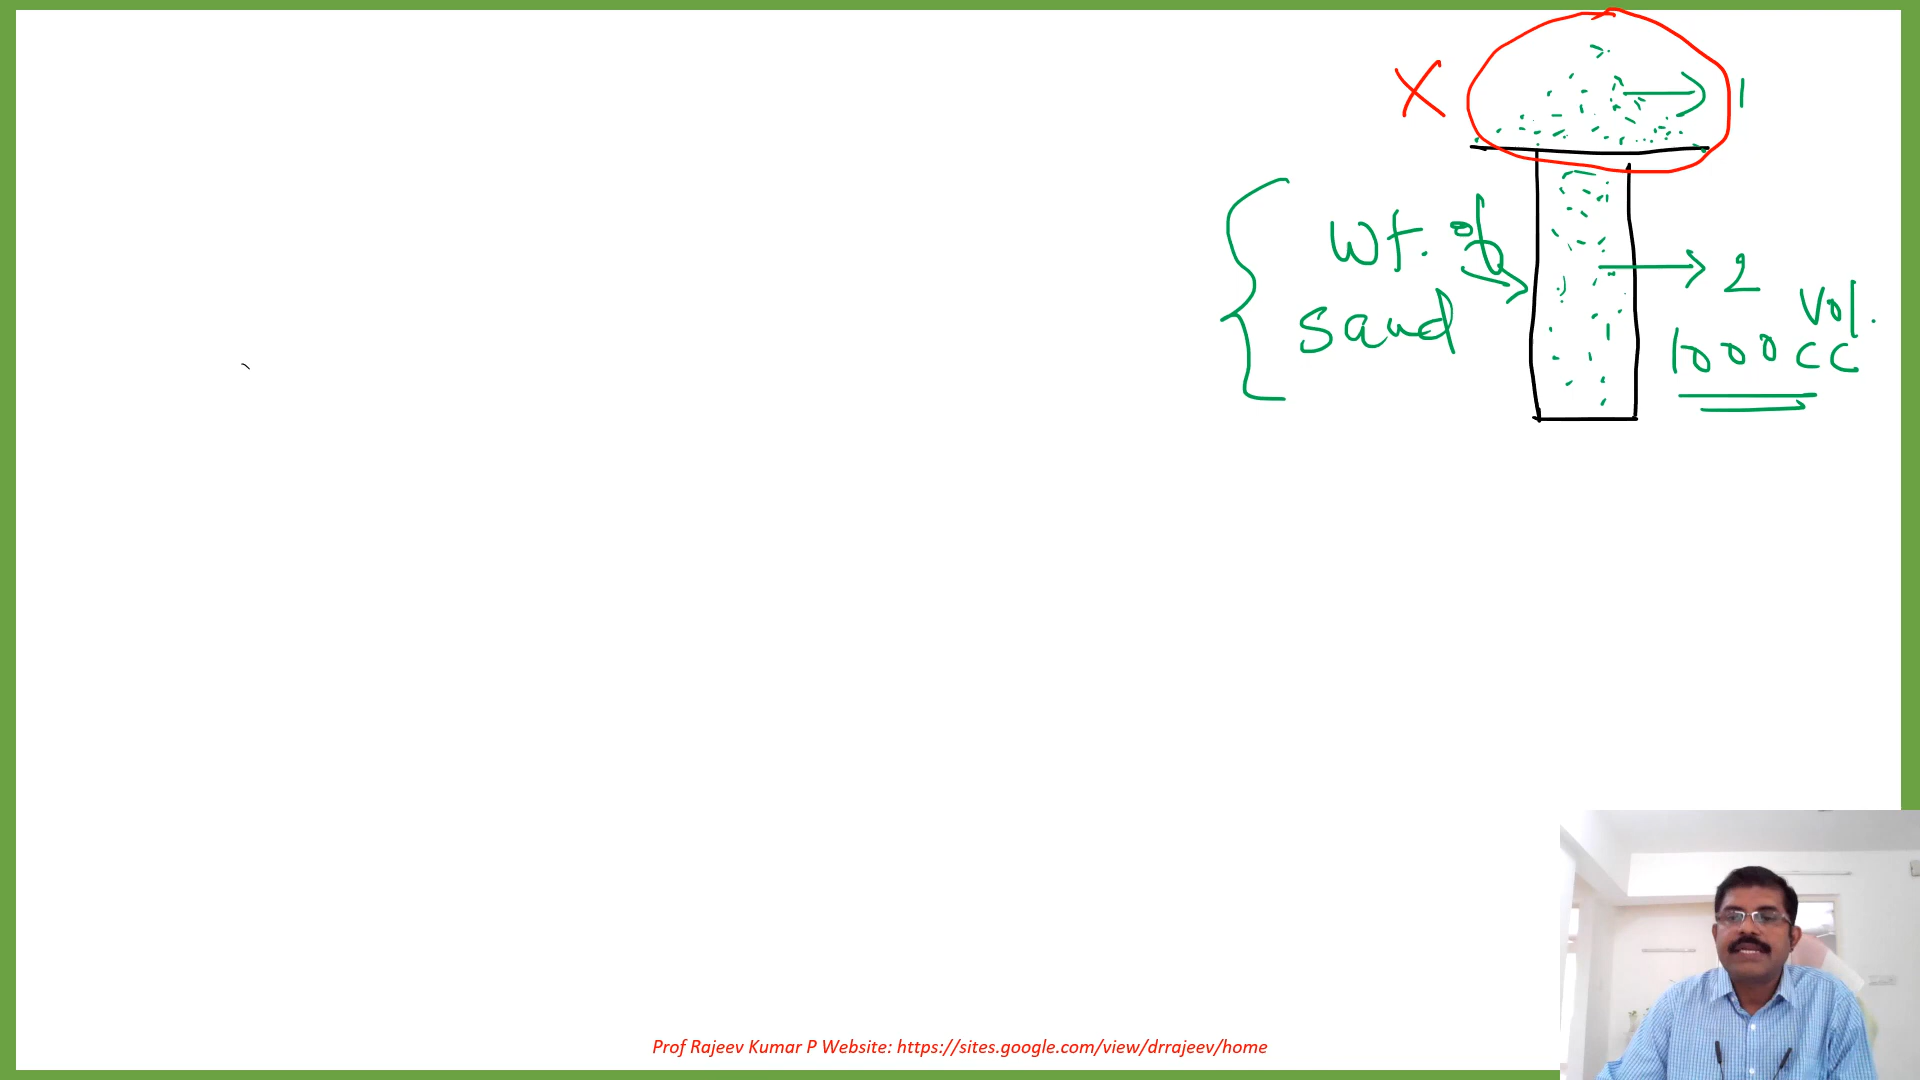 X
1
wt. of
sand
2
Vol.
1000 CC
Prof Rajeev Kumar P Website: https://sites.google.com/view/drrajeev/home